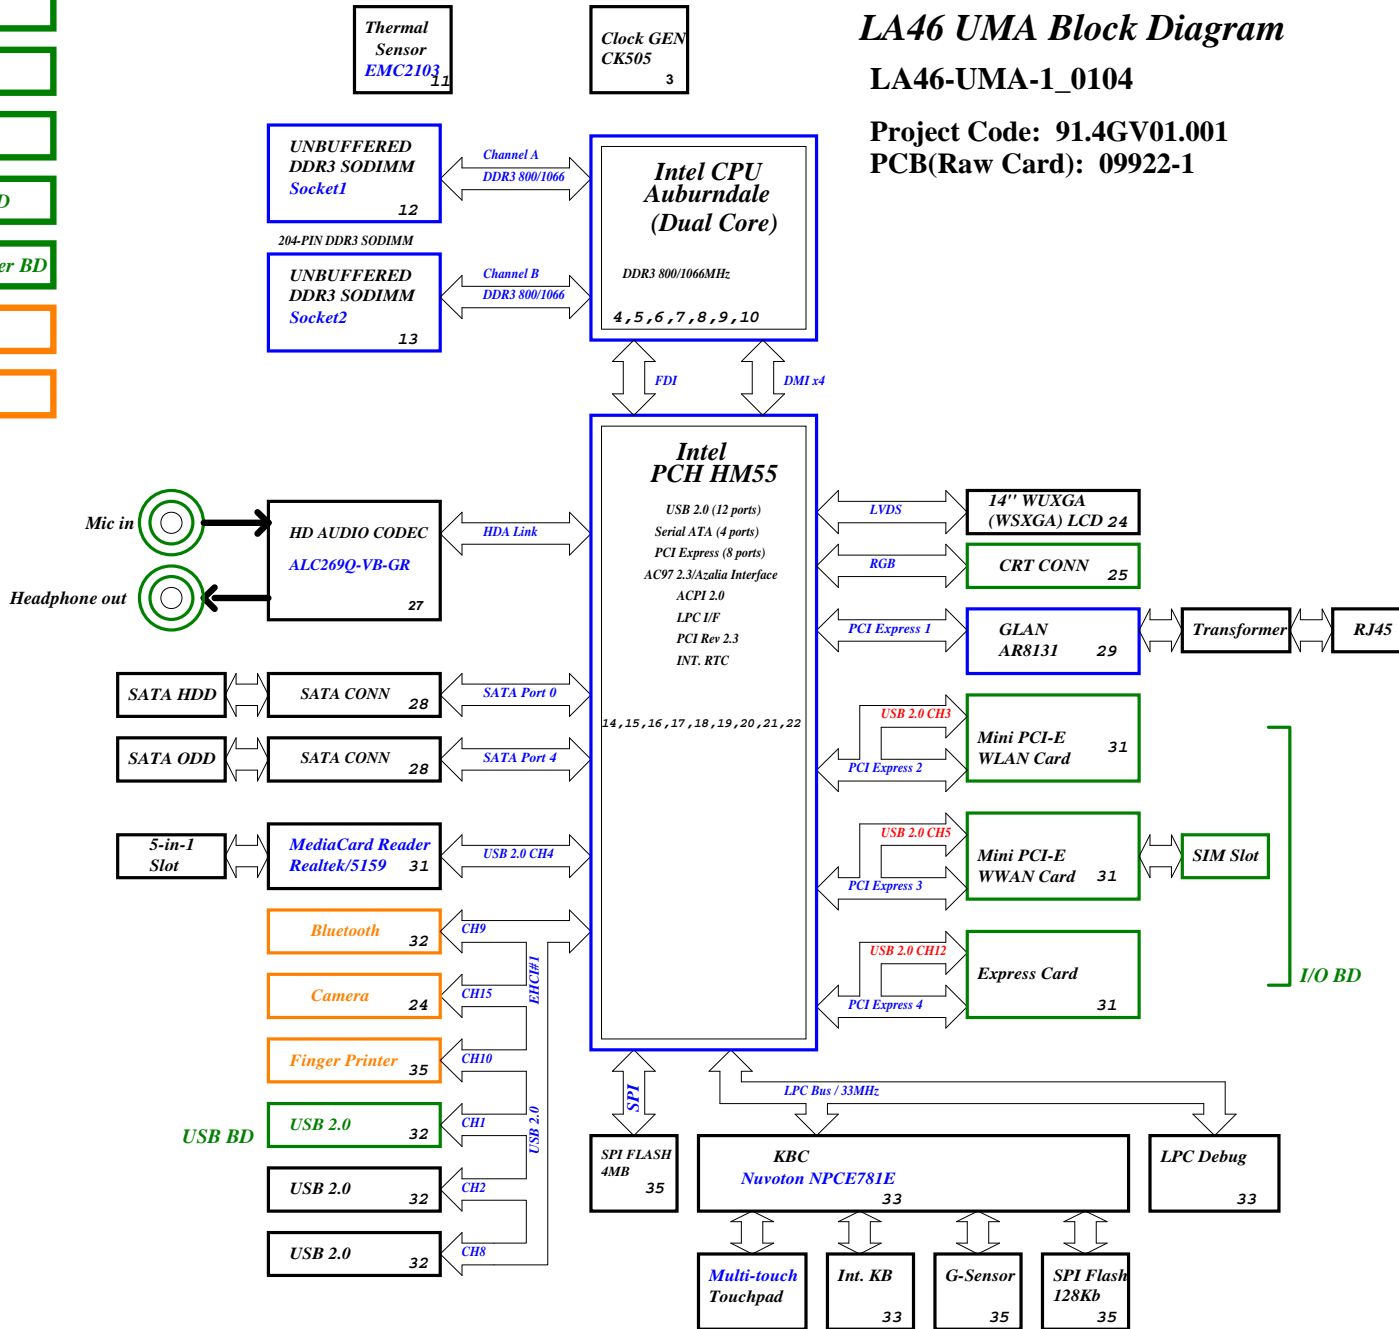 LA46 UMA Block Diagram
LA46-UMA-1_0104
Project Code: 91.4GV01.001
PCB(Raw Card): 09922-1
Thermal
Sensor
EMC2103
11
Clock GEN
CK505
3
D
er BD
UNBUFFERED
DDR3 SODIMM
Socket1
12
Channel A
DDR3 800/1066
204-PIN DDR3 SODIMM
UNBUFFERED
DDR3 SODIMM
Socket2
13
Channel B
DDR3 800/1066
Intel CPU
Auburndale
(Dual Core)
DDR3 800/1066MHz
4,5,6,7,8,9,10
FDI
DMI x4
Intel
PCH HM55
USB 2.0 (12 ports)
Serial ATA (4 ports)
PCI Express (8 ports)
AC97 2.3/Azalia Interface
ACPI 2.0
LPC I/F
PCI Rev 2.3
INT. RTC
14,15,16,17,18,19,20,21,22
Mic in
Headphone out
HD AUDIO CODEC
ALC269Q-VB-GR
27
HDA Link
SATA HDD
SATA CONN
28
SATA Port 0
SATA ODD
SATA CONN
28
SATA Port 4
5-in-1
Slot
MediaCard Reader
Realtek/5159 31
USB 2.0 CH4
Bluetooth
32
CH9
Camera
24
CH15
Finger Printer
35
CH10
USB BD
USB 2.0
32
CH1
USB 2.0
32
CH2
USB 2.0
32
CH8
EHCI#1
USB 2.0
LVDS
14'' WUXGA
(WSXGA) LCD 24
RGB
CRT CONN
25
PCI Express 1
GLAN
AR8131 29
Transformer
RJ45
USB 2.0 CH3
PCI Express 2
Mini PCI-E
WLAN Card
31
USB 2.0 CH5
PCI Express 3
Mini PCI-E
WWAN Card 31
SIM Slot
USB 2.0 CH12
PCI Express 4
Express Card
31
I/O BD
SPI
LPC Bus / 33MHz
SPI FLASH
4MB
35
KBC
Nuvoton NPCE781E
33
LPC Debug
33
Multi-touch
Touchpad
Int. KB
33
G-Sensor
35
SPI Flash
128Kb
35